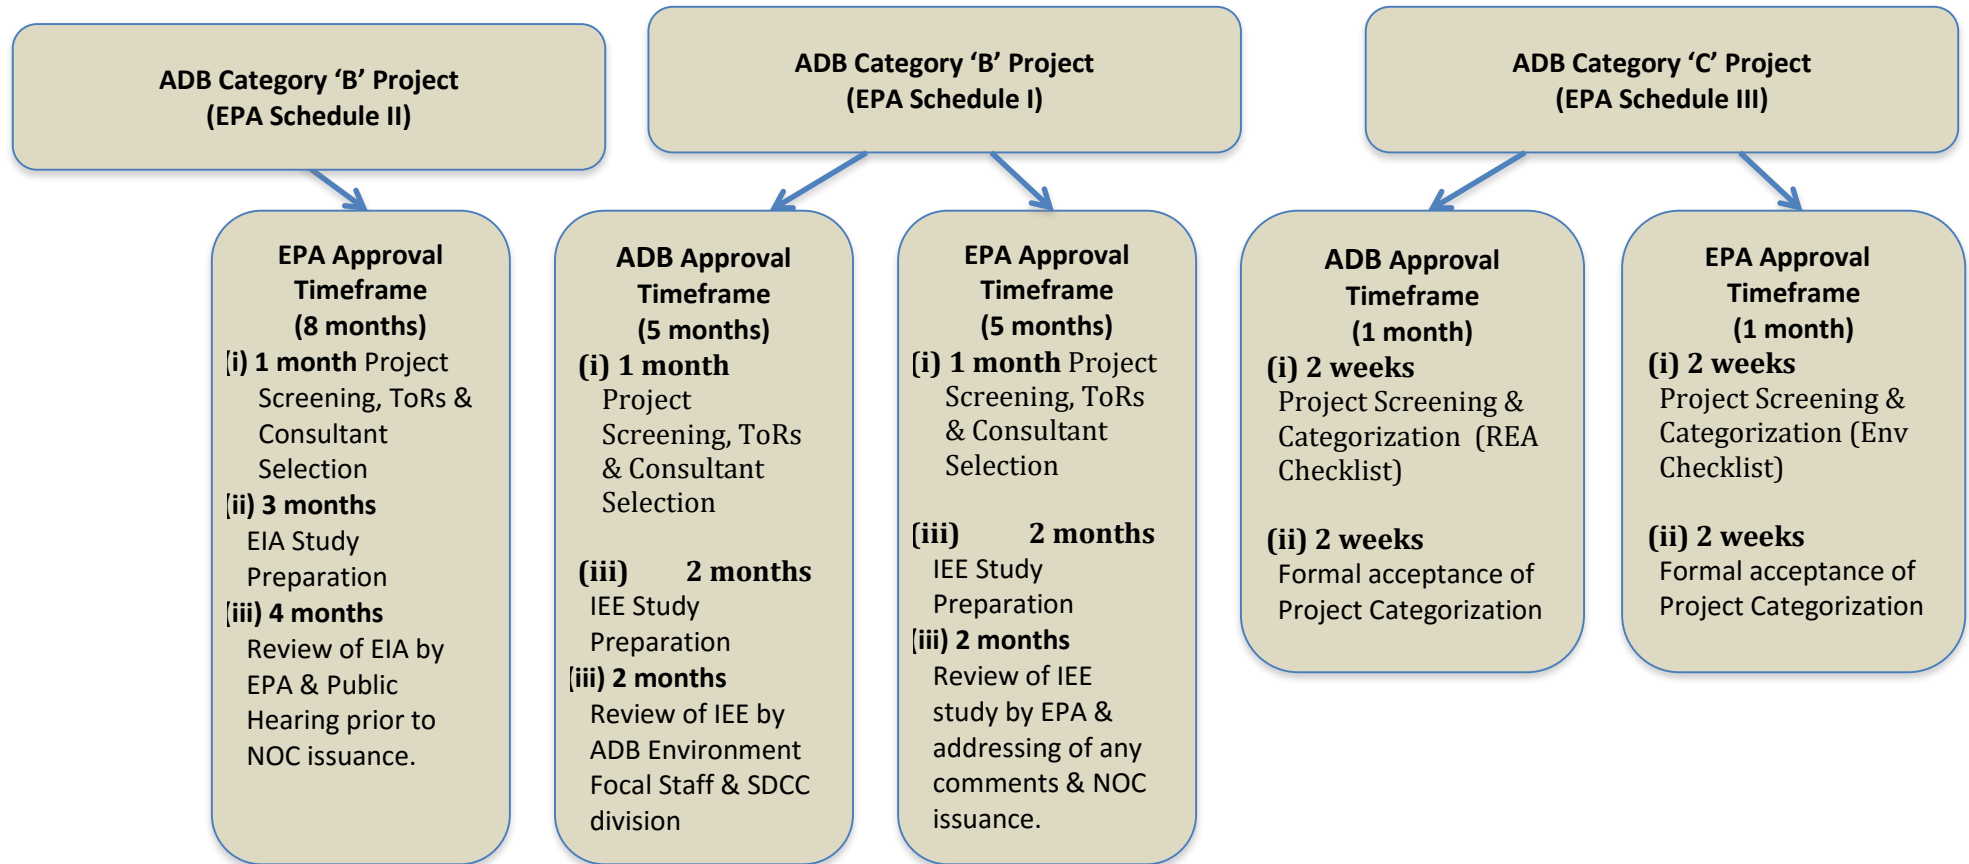 ADB Category ‘B’ Project
(EPA Schedule II)
ADB Category ‘B’ Project
(EPA Schedule I)
ADB Category ‘C’ Project
(EPA Schedule III)
EPA Approval
Timeframe
(8 months)
(i) 1 month Project
Screening, ToRs &
Consultant
Selection
(ii) 3 months
EIA Study
Preparation
(iii) 4 months
Review of EIA by
EPA & Public
Hearing prior to
NOC issuance.
ADB Approval
Timeframe
(5 months)
(i) 1 month
Project
Screening, ToRs
& Consultant
Selection
(iii) 2 months
IEE Study
Preparation
(iii) 2 months
Review of IEE by
ADB Environment
Focal Staff & SDCC
division
EPA Approval
Timeframe
(5 months)
(i) 1 month Project
Screening, ToRs
& Consultant
Selection
(iii) 2 months
IEE Study
Preparation
(iii) 2 months
Review of IEE
study by EPA &
addressing of any
comments & NOC
issuance.
ADB Approval
Timeframe
(1 month)
(i) 2 weeks
Project Screening &
Categorization (REA
Checklist)
(ii) 2 weeks
Formal acceptance of
Project Categorization
EPA Approval
Timeframe
(1 month)
(i) 2 weeks
Project Screening &
Categorization (Env
Checklist)
(ii) 2 weeks
Formal acceptance of
Project Categorization